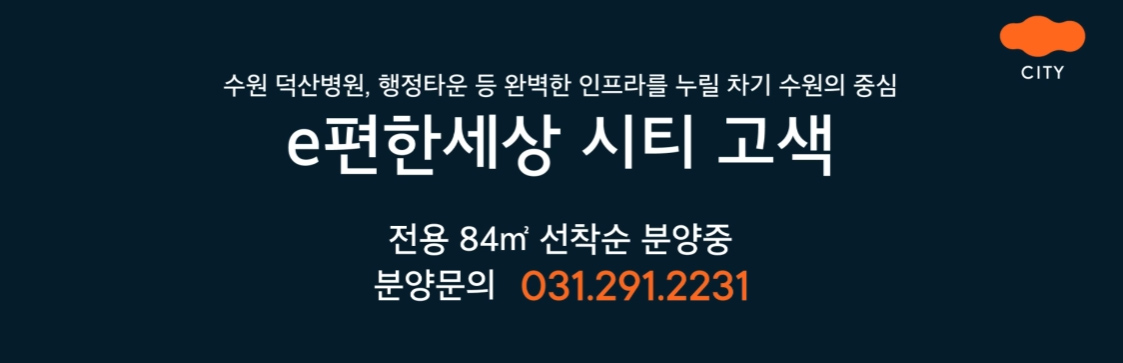 CITY
수원 덕산병원, 행정타운 등 완벽한 인프라를 누릴 차기 수원의 중심
e편한세상 시티 고색
전용 84㎡ 선착순 분양중
분양문의 031.291.2231